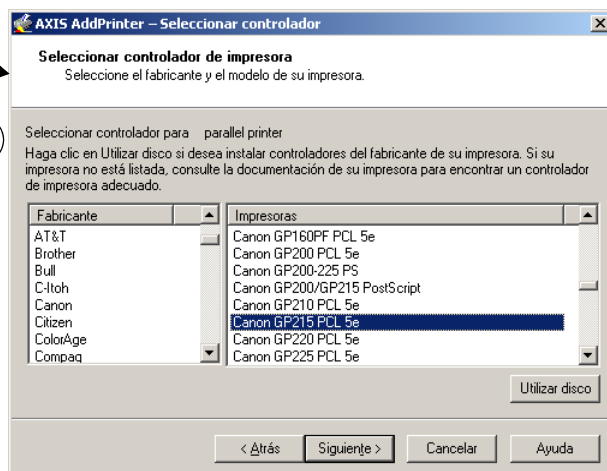 AXIS AddPrinter – Seleccionar controlador
Seleccionar controlador de impresora
Seleccione el fabricante y el modelo de su impresora.
Seleccionar controlador para parallel printer
Haga clic en Utilizar disco si desea instalar controladores del fabricante de su impresora. Si su
impresora no está listada, consulte la documentación de su impresora para encontrar un controlador
de impresora adecuado.
Fabricante
AT&T
Brother
Bull
C-Itoh
Canon
Citizen
ColorAge
Compaq
Impresoras
Canon GP160PF PCL 5e
Canon GP200 PCL 5e
Canon GP200-225 PS
Canon GP200/GP215 PostScript
Canon GP210 PCL 5e
Canon GP215 PCL 5e
Canon GP220 PCL 5e
Canon GP225 PCL 5e
Utilizar disco
< Atrás Siguiente > Cancelar Ayuda